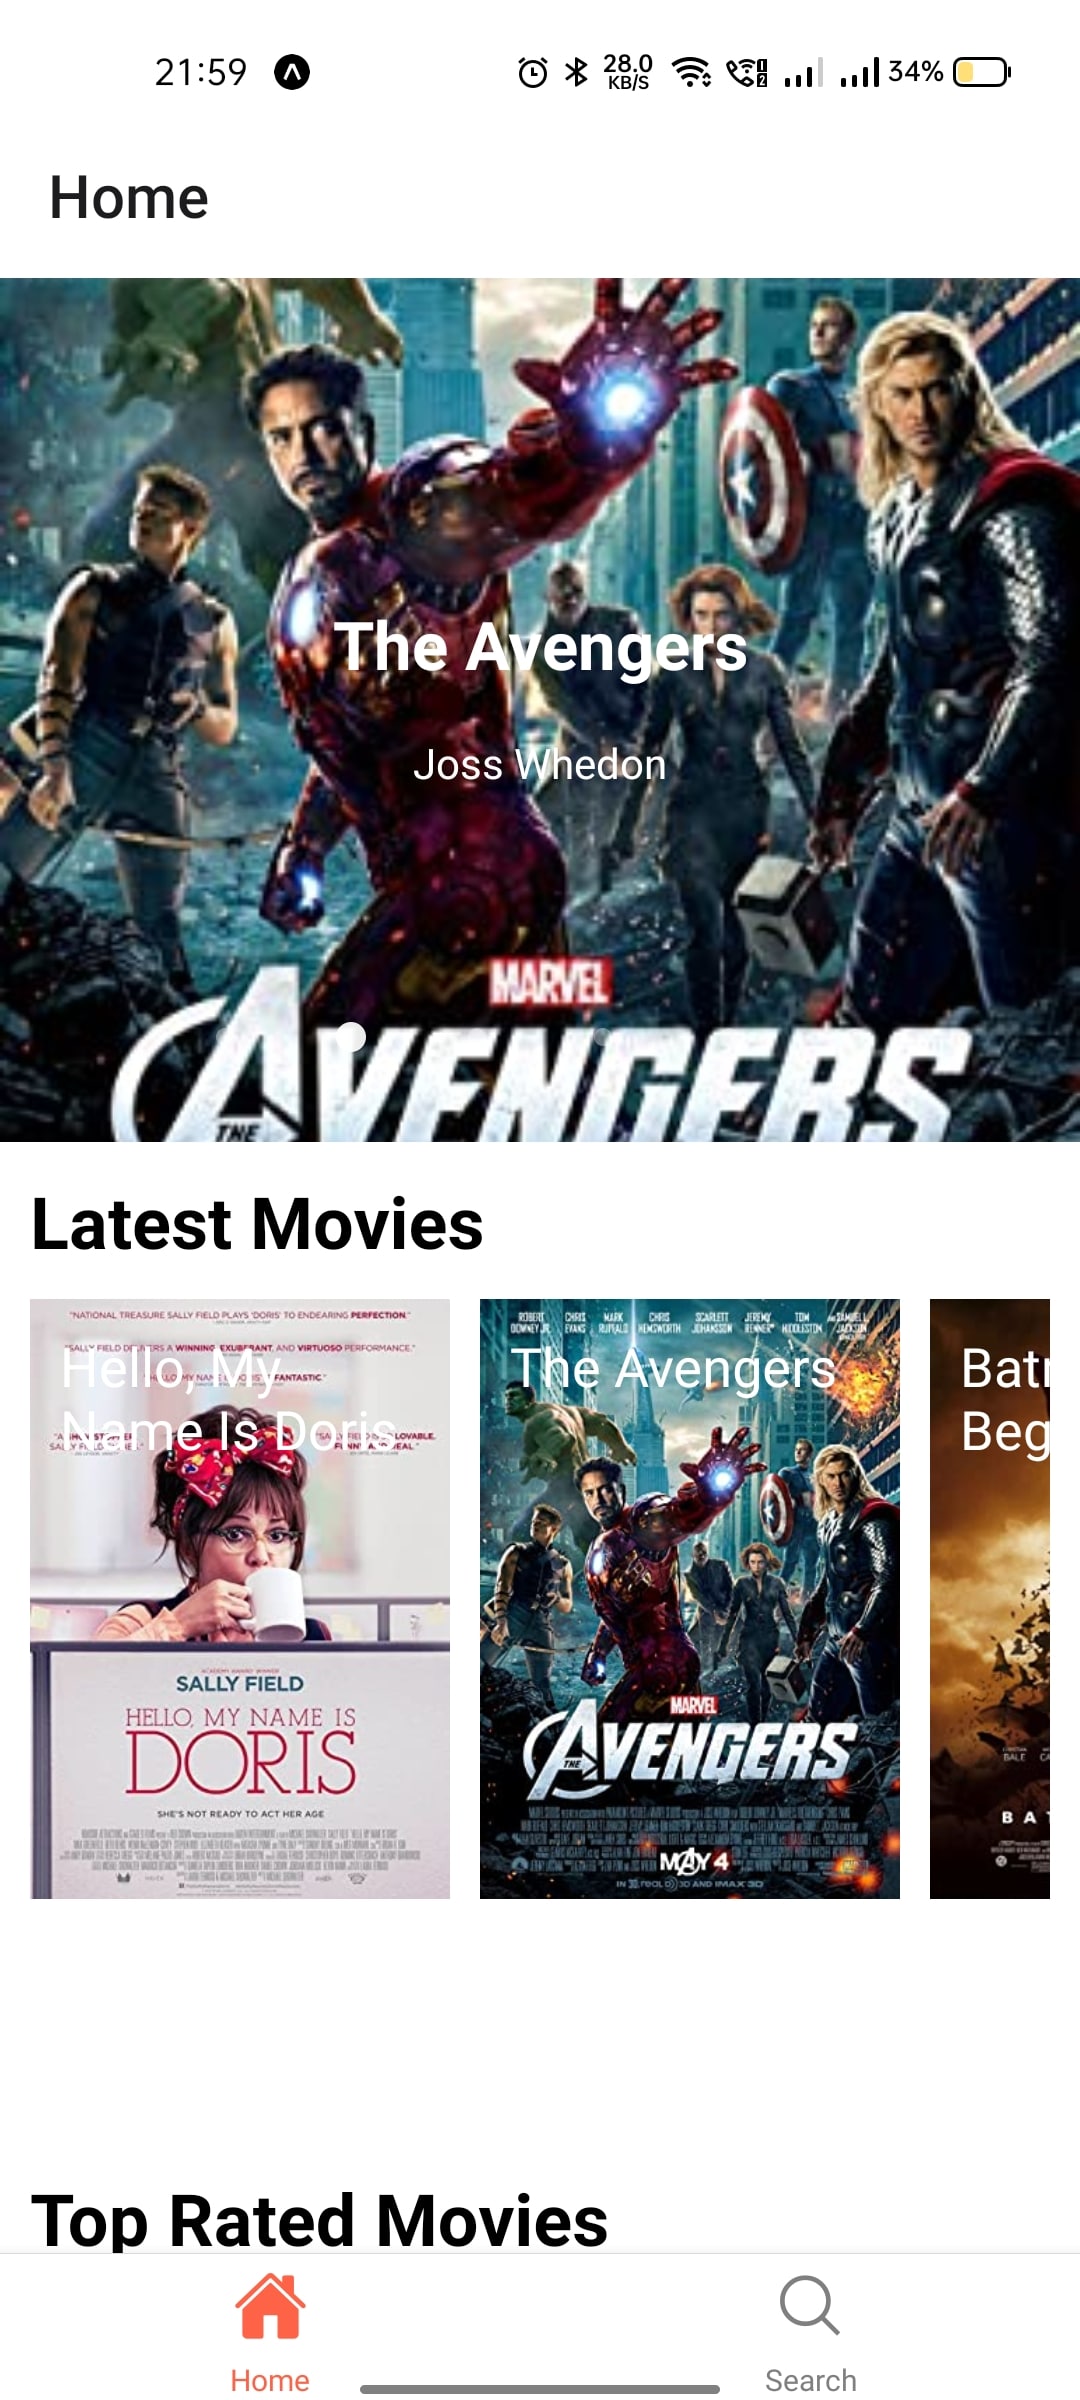 21:59
28.0
KB/S
34%
Home
The Avengers
Joss Whedon
MARVEL
THE
AVENGERS
Latest Movies
"NATIONAL TREASURE SALLY FIELD PLAYS 'DORIS' TO ENDEARING PERFECTION."
Hello, My
Name Is Doris
SALLY FIELD
HELLO, MY NAME IS
DORIS
SHE'S NOT READY TO ACT HER AGE
ROBERT DOWNEY JR. CHRIS EVANS MARK RUFFALO CHRIS HEMSWORTH SCARLETT JOHANSSON JEREMY RENNER TOM HIDDLESTON AND SAMUEL L. JACKSON
The Avengers
MARVEL
THE
AVENGERS
MAY 4
IN REAL D 3D AND IMAX 3D
Bat
Beg
BALE
BA
Top Rated Movies
Home
Search